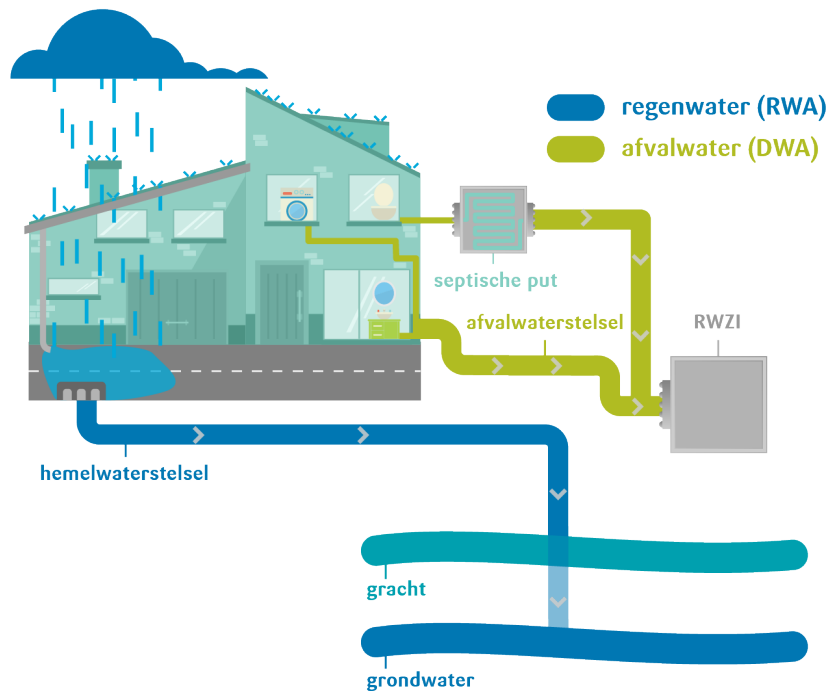 regenwater (RWA)
afvalwater (DWA)
septische put
afvalwaterstelsel
RWZI
hemelwaterstelsel
gracht
grondwater